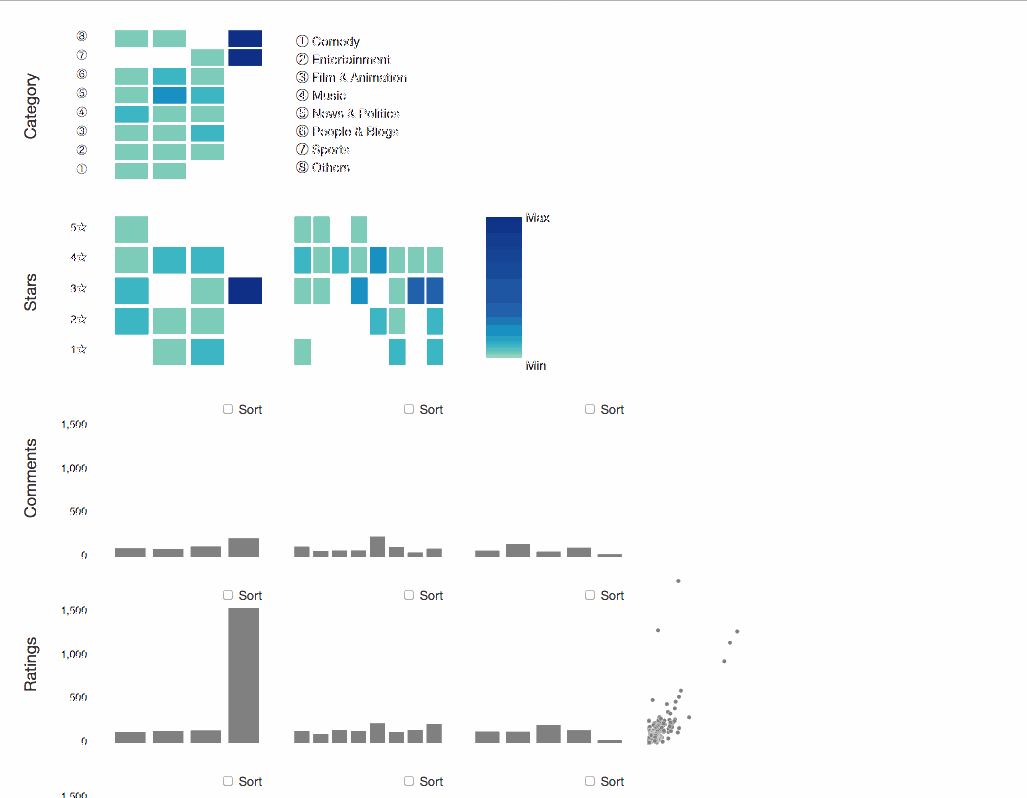 Category
⑧
⑦
⑥
⑤
④
③
②
①
① Comedy
② Entertainment
③ Film & Animation
④ Music
⑤ News & Politics
⑥ People & Blogs
⑦ Sports
⑧ Others
Stars
5☆
4☆
3☆
2☆
1☆
Max
Min
Sort
Sort
Sort
Comments
1,500
1,000
500
0
Sort
Sort
Sort
Ratings
1,500
1,000
500
0
Sort
Sort
Sort
1,500